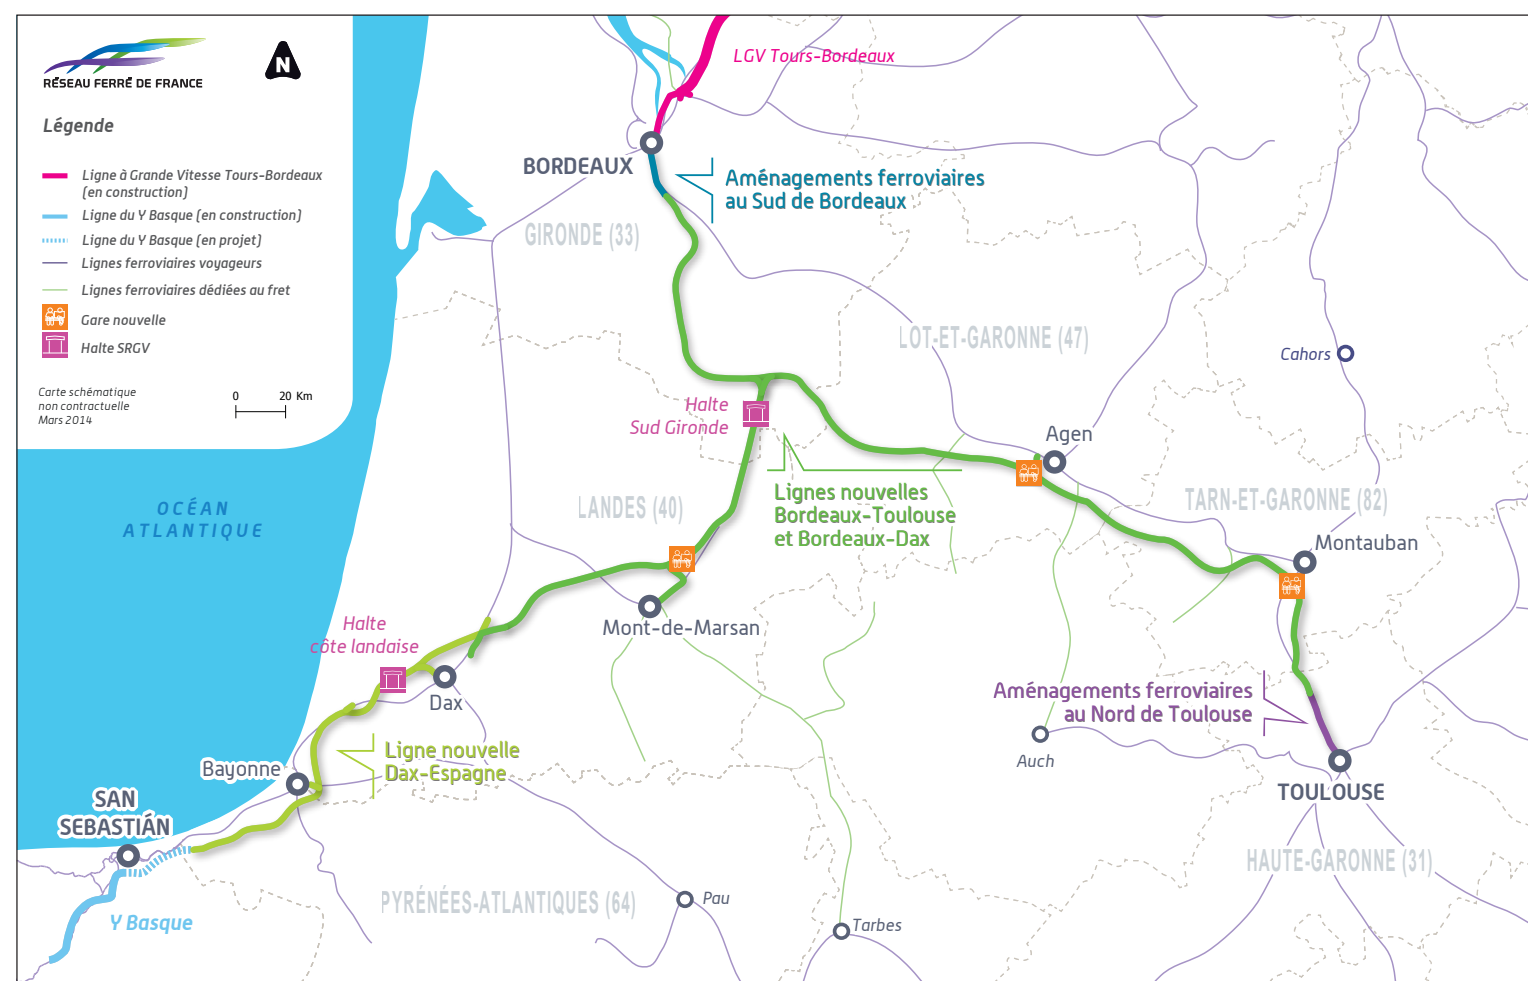 RÉSEAU FERRÉ DE FRANCE
N
Légende
Ligne à Grande Vitesse Tours-Bordeaux
(en construction)
Ligne du Y Basque (en construction)
Ligne du Y Basque (en projet)
Lignes ferroviaires voyageurs
Lignes ferroviaires dédiées au fret
Gare nouvelle
Halte SRGV
Carte schématique
non contractuelle
Mars 2014
0 20 Km
LGV Tours-Bordeaux
BORDEAUX
Aménagements ferroviaires
au Sud de Bordeaux
GIRONDE (33)
LOT-ET-GARONNE (47)
Cahors
Halte
Sud Gironde
Agen
Lignes nouvelles
Bordeaux-Toulouse
et Bordeaux-Dax
LANDES (40)
TARN-ET-GARONNE (82)
OCÉAN
ATLANTIQUE
Montauban
Mont-de-Marsan
Halte
côte landaise
Dax
Aménagements ferroviaires
au Nord de Toulouse
Auch
TOULOUSE
Ligne nouvelle
Dax-Espagne
Bayonne
SAN
SEBASTIÁN
HAUTE-GARONNE (31)
PYRÉNÉES-ATLANTIQUES (64)
Pau
Y Basque
Tarbes